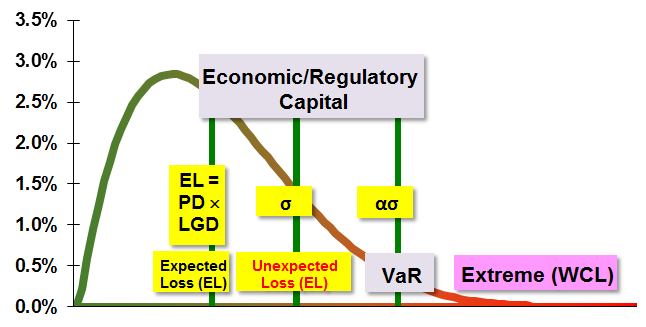 3.5%
3.0%
2.5%
2.0%
1.5%
1.0%
0.5%
0.0%
Economic/Regulatory
Capital
EL =
PD ×
LGD
σ
ασ
Expected
Loss (EL)
Unexpected
Loss (EL)
VaR
Extreme (WCL)